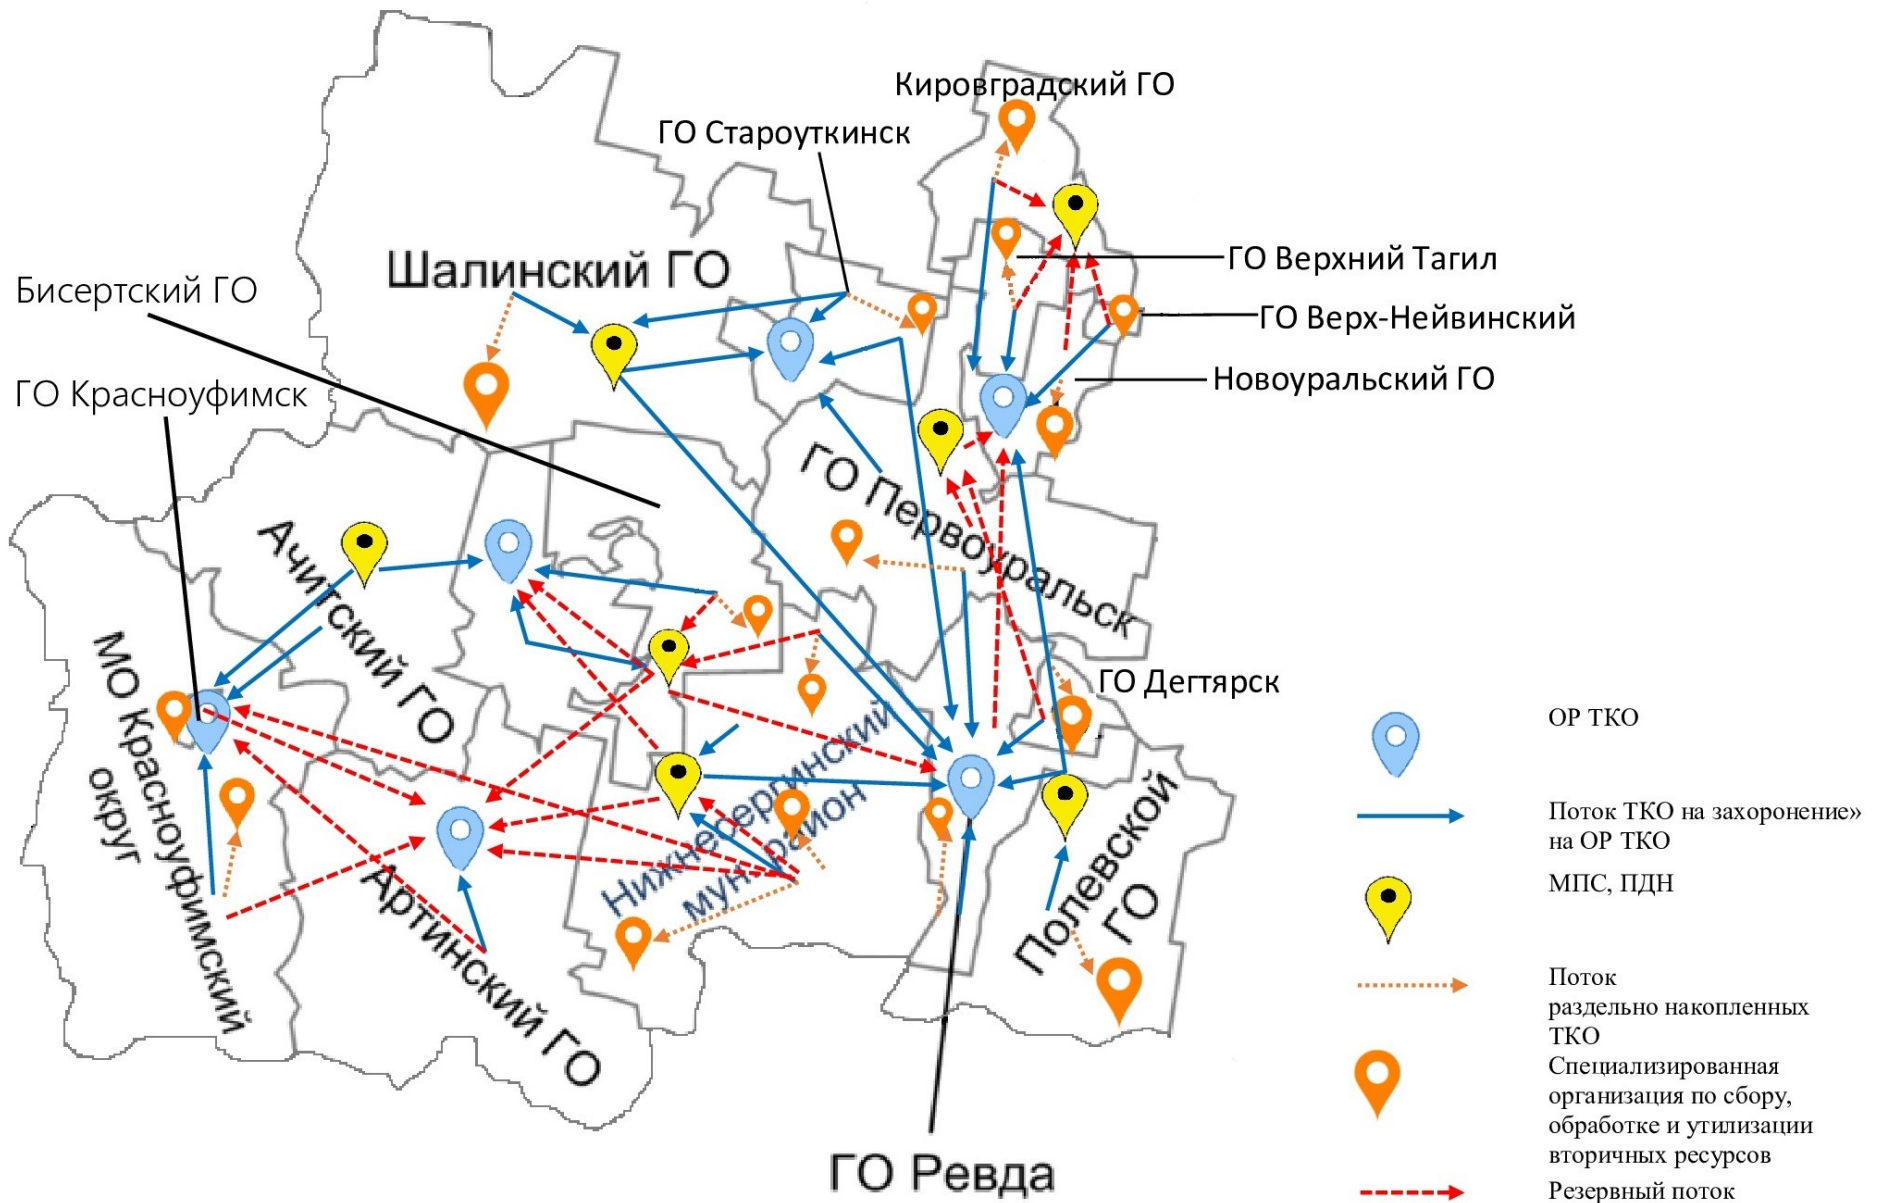 Кировградский ГО
ГО Староуткинск
ГО Верхний Тагил
Шалинский ГО
Бисертский ГО
ГО Верх-Нейвинский
Новоуральский ГО
ГО Красноуфимск
ГО Первоуральск
Ачитский ГО
МО Красноуфимский
округ
ГО Дегтярск
Нижнесергинский
мун. район
Полевской
ГО
Артинский ГО
ГО Ревда
ОР ТКО
Поток ТКО на захоронение»
на ОР ТКО
МПС, ПДН
Поток
раздельно накопленных
ТКО
Специализированная
организация по сбору,
обработке и утилизации
вторичных ресурсов
Резервный поток